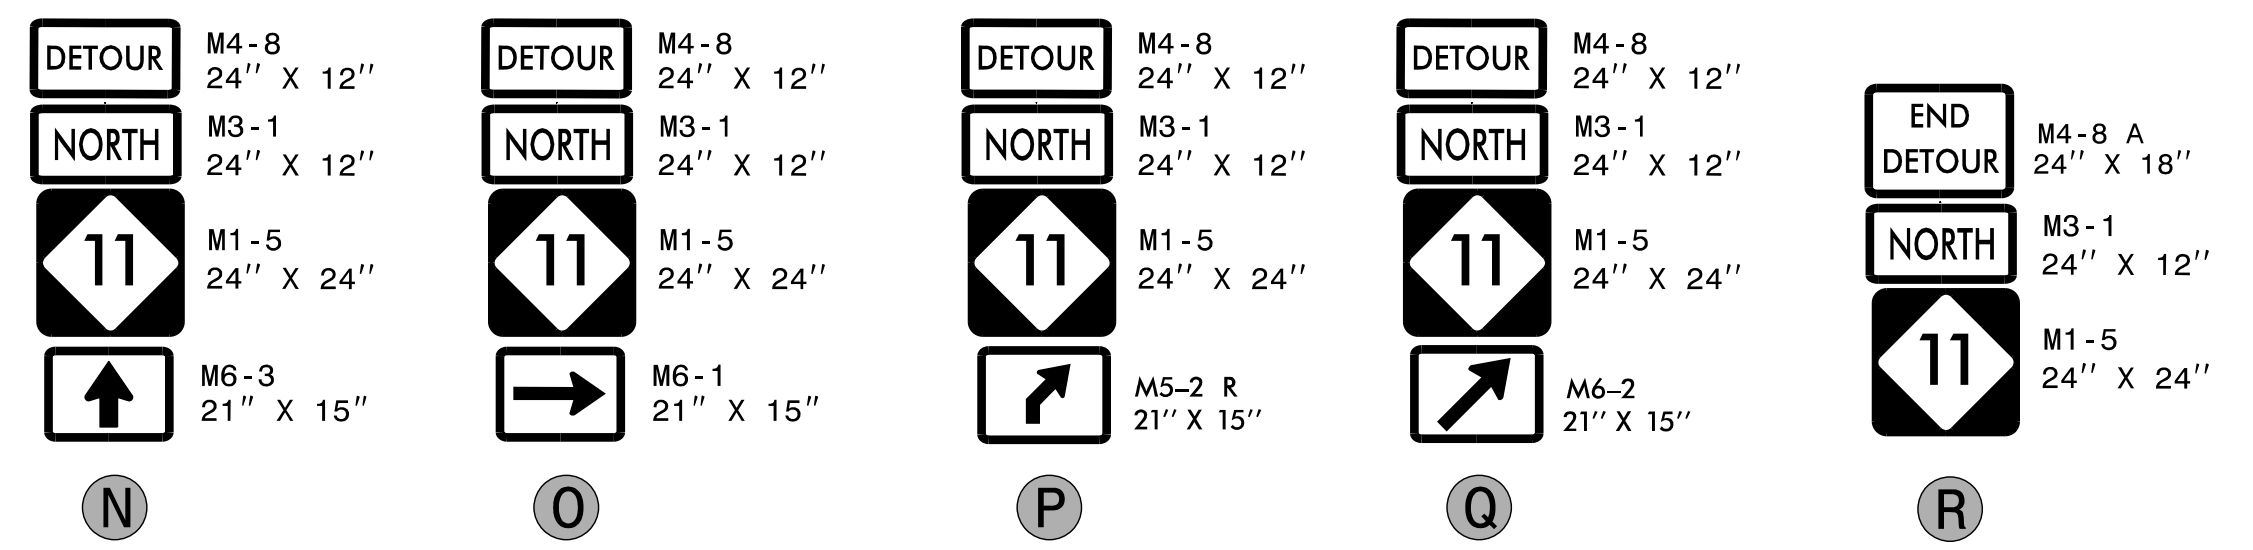 DETOUR
M4-8
24" X 12"
NORTH
M3-1
24" X 12"
11
M1-5
24" X 24"
M6-3
21" X 15"
N
DETOUR
M4-8
24" X 12"
NORTH
M3-1
24" X 12"
11
M1-5
24" X 24"
M6-1
21" X 15"
O
DETOUR
M4-8
24" X 12"
NORTH
M3-1
24" X 12"
11
M1-5
24" X 24"
M5–2 R
21" X 15"
P
DETOUR
M4-8
24" X 12"
NORTH
M3-1
24" X 12"
11
M1-5
24" X 24"
M6–2
21" X 15"
Q
END
DETOUR
M4-8 A
24" X 18"
NORTH
M3-1
24" X 12"
11
M1-5
24" X 24"
R